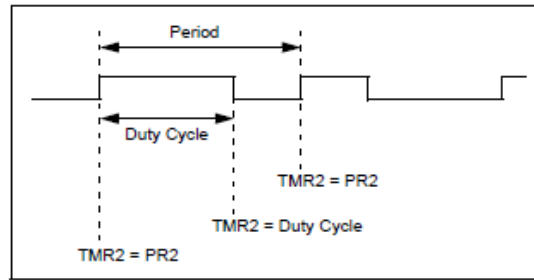 Period
Duty Cycle
TMR2 = PR2
TMR2 = Duty Cycle
TMR2 = PR2